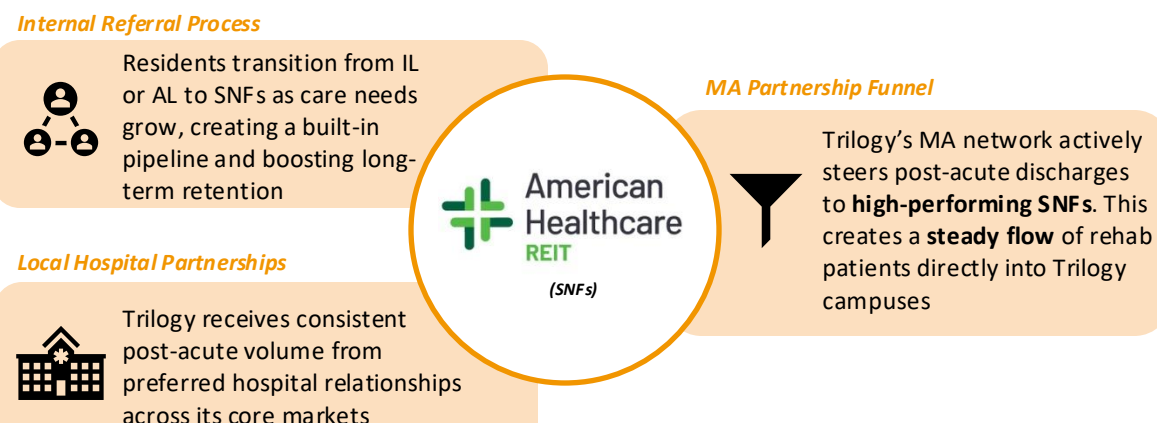 Internal Referral Process
Residents transition from IL
or AL to SNFs as care needs
grow, creating a built-in
pipeline and boosting long-
term retention
Local Hospital Partnerships
Trilogy receives consistent
post-acute volume from
preferred hospital relationships
across its core markets
American
Healthcare
REIT
(SNFs)
MA Partnership Funnel
Trilogy’s MA network actively
steers post-acute discharges
to high-performing SNFs. This
creates a steady flow of rehab
patients directly into Trilogy
campuses